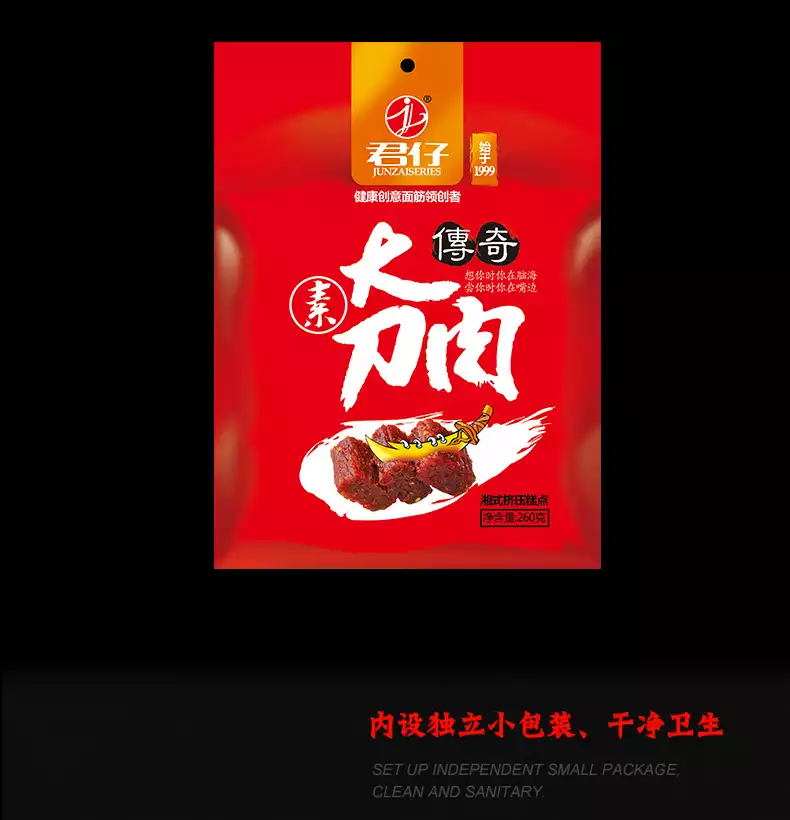 君仔®
JUNZAISERIES
始于
1999
健康创意面筋领创者
傳奇
想你时你在脑海
尝你时你在嘴边
素
大
刀肉
湘式挤压糕点
净含量:260克
内设独立小包装、干净卫生
SET UP INDEPENDENT SMALL PACKAGE,
CLEAN AND SANITARY.